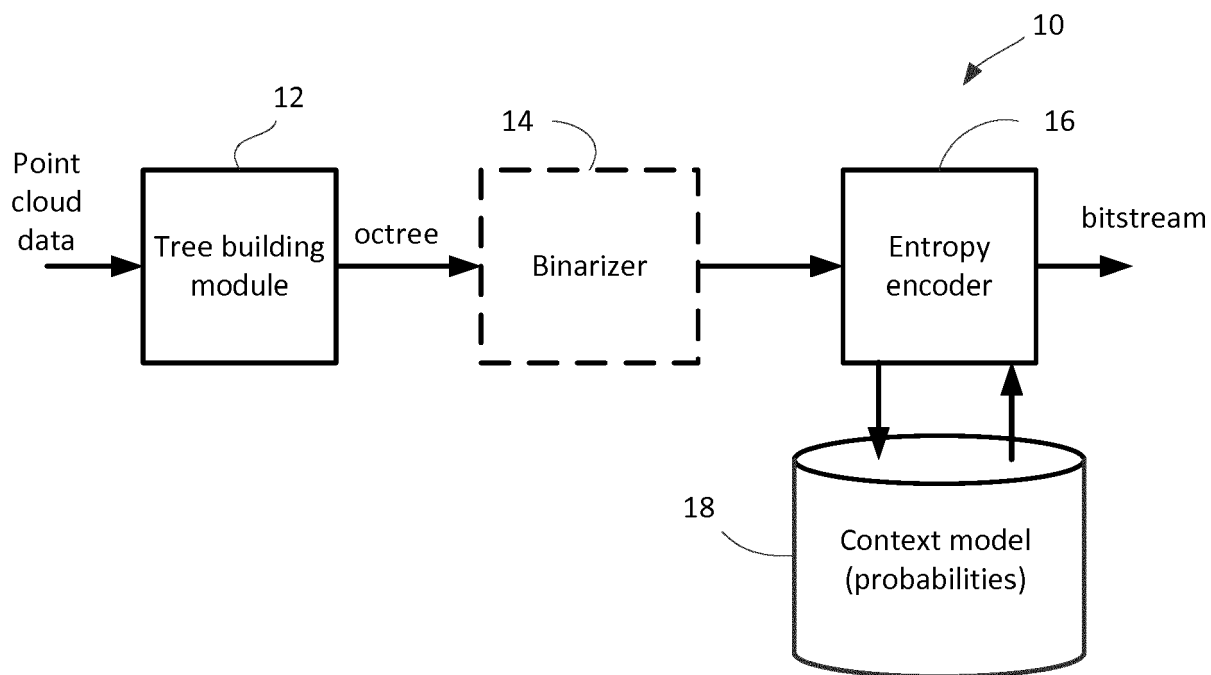 10
12
14
16
Point
cloud
data
Tree building
module
octree
Binarizer
Entropy
encoder
bitstream
18
Context model
(probabilities)